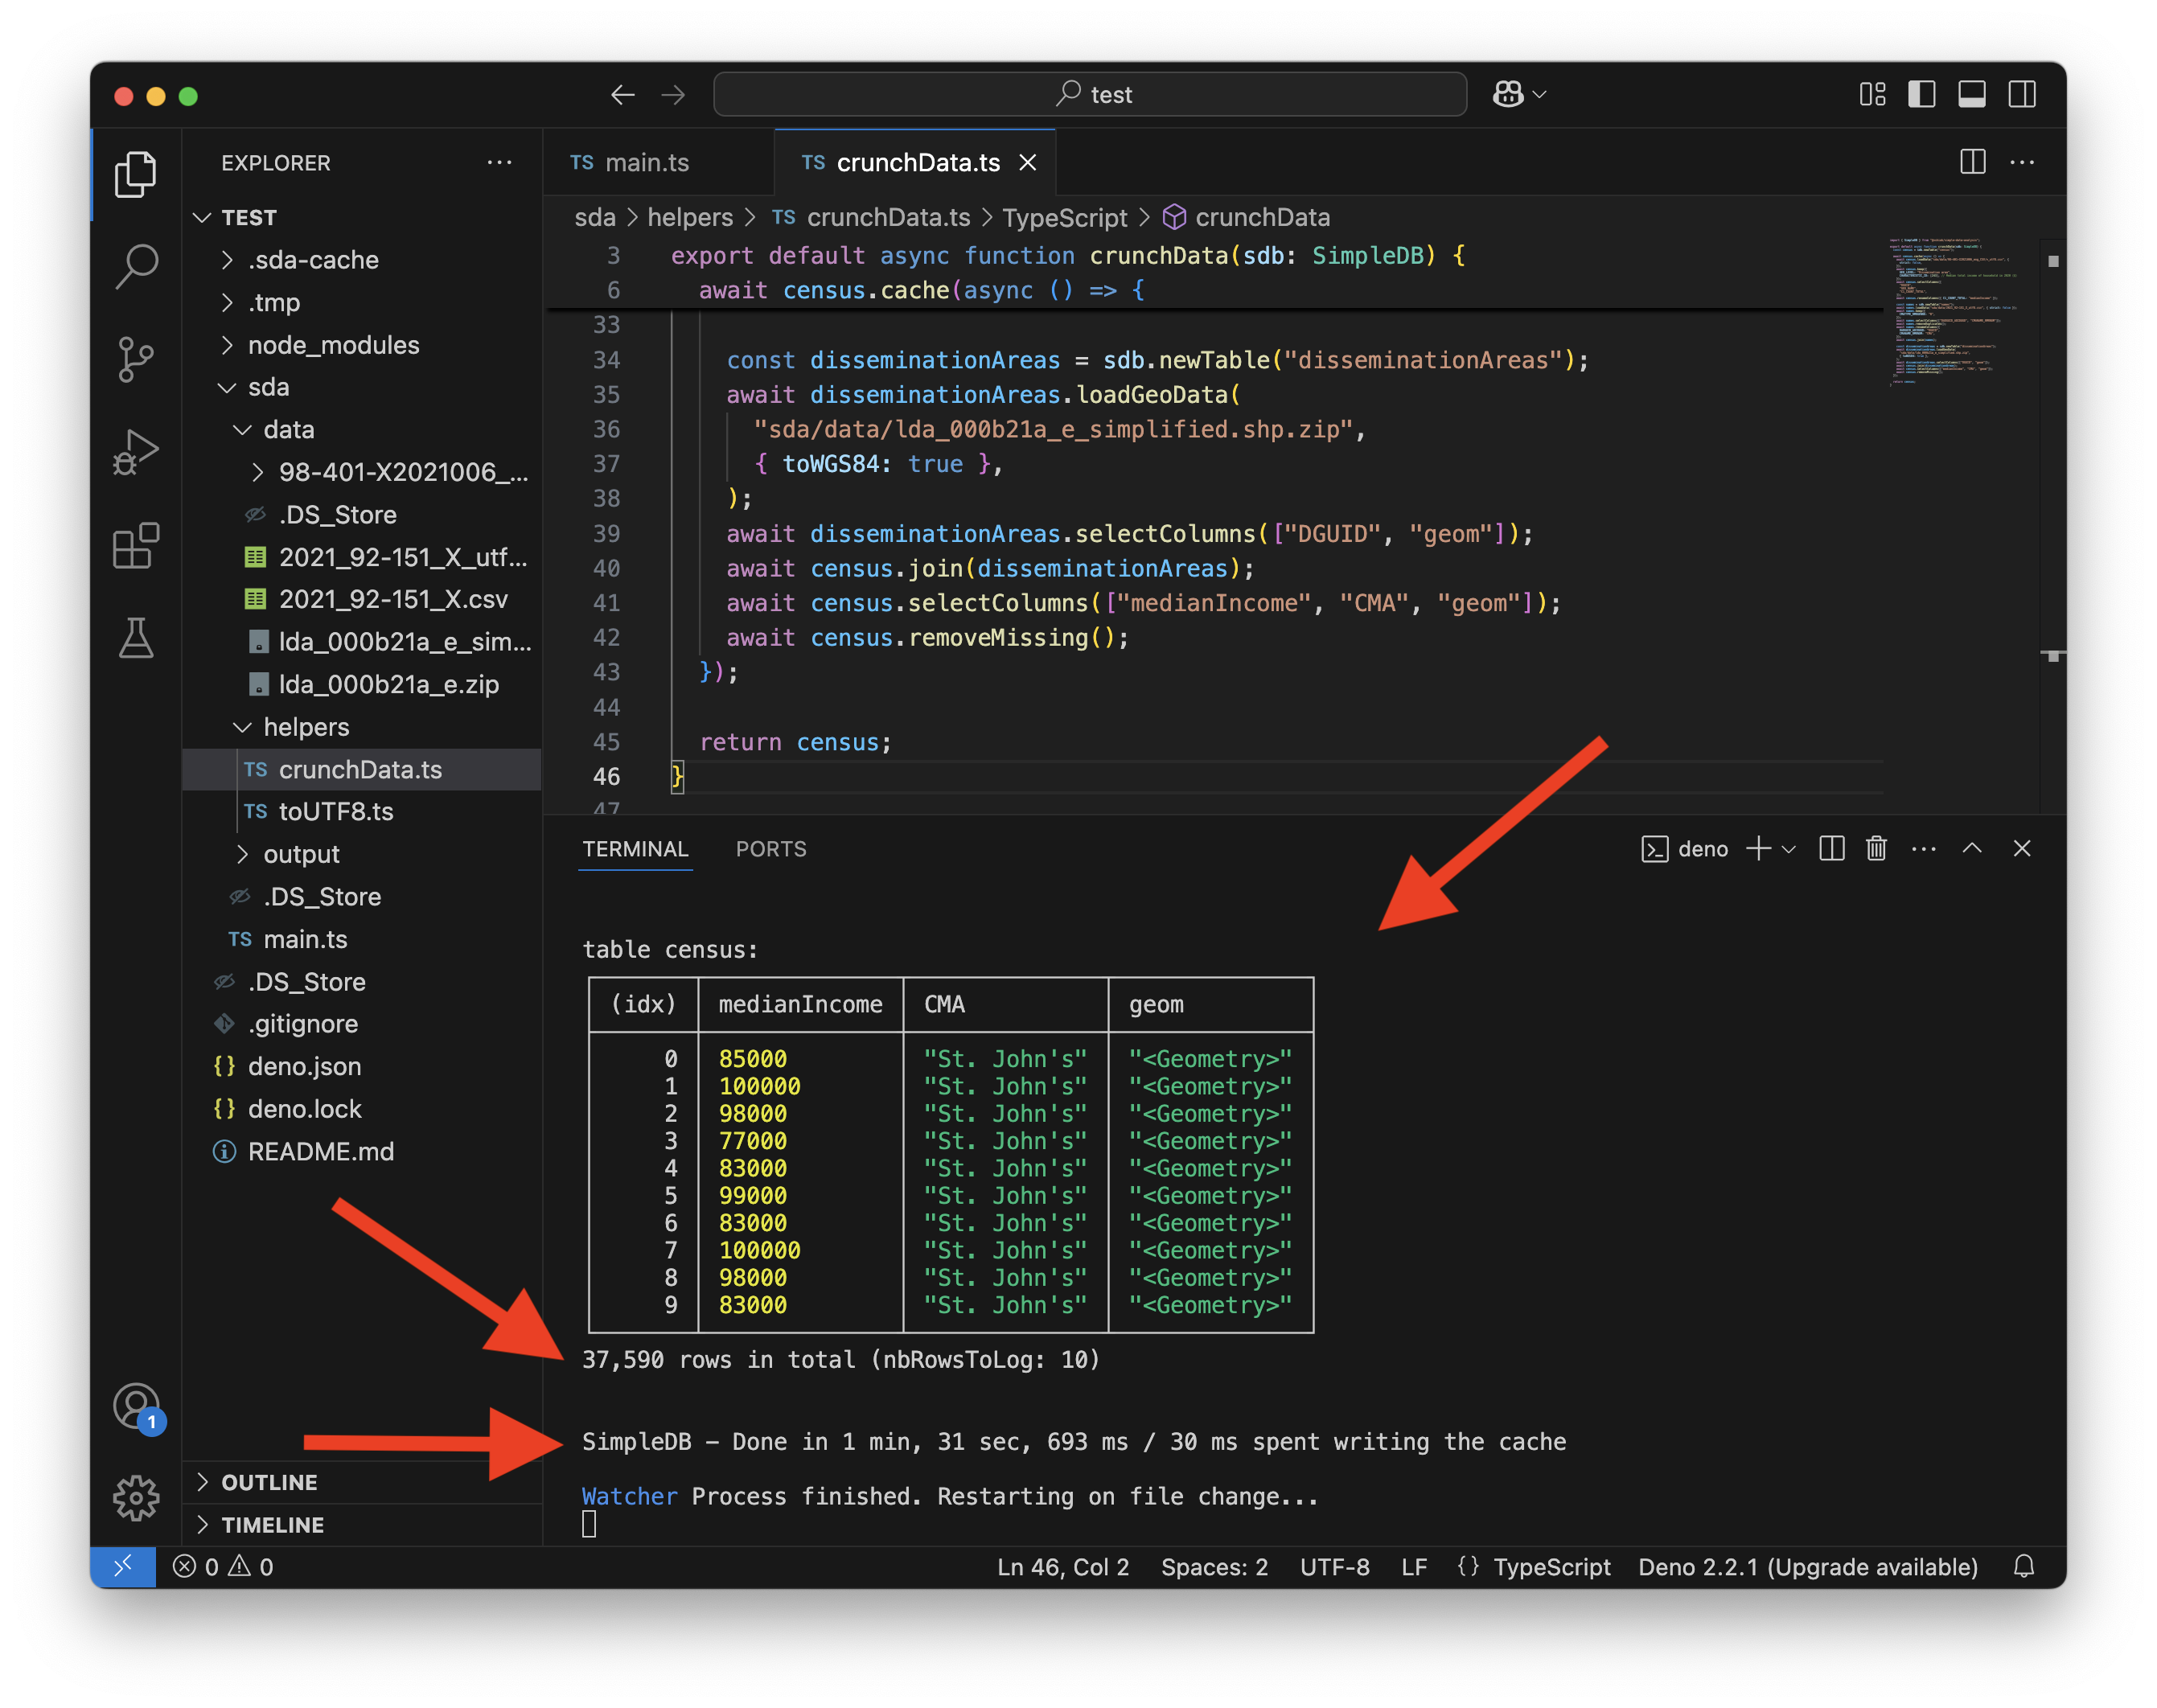 test
EXPLORER
TEST
.sda-cache
.tmp
node_modules
sda
data
98-401-X2021006_...
.DS_Store
2021_92-151_X_utf...
2021_92-151_X.csv
lda_000b21a_e_sim...
lda_000b21a_e.zip
helpers
TS crunchData.ts
TS toUTF8.ts
output
.DS_Store
TS main.ts
.DS_Store
.gitignore
{} deno.json
{} deno.lock
README.md
1
OUTLINE
TIMELINE
TS main.ts
TS crunchData.ts
sda > helpers > TS crunchData.ts > TypeScript > crunchData
3 export default async function crunchData(sdb: SimpleDB) {
6 await census.cache(async () => {
33
34 const disseminationAreas = sdb.newTable("disseminationAreas");
35 await disseminationAreas.loadGeoData(
36 "sda/data/lda_000b21a_e_simplified.shp.zip",
37 { toWGS84: true },
38 );
39 await disseminationAreas.selectColumns(["DGUID", "geom"]);
40 await census.join(disseminationAreas);
41 await census.selectColumns(["medianIncome", "CMA", "geom"]);
42 await census.removeMissing();
43 });
44
45 return census;
46 }
47
TERMINAL PORTS
deno
table census:
(idx) medianIncome CMA geom
0 85000 "St. John's" "<Geometry>"
1 100000 "St. John's" "<Geometry>"
2 98000 "St. John's" "<Geometry>"
3 77000 "St. John's" "<Geometry>"
4 83000 "St. John's" "<Geometry>"
5 99000 "St. John's" "<Geometry>"
6 83000 "St. John's" "<Geometry>"
7 100000 "St. John's" "<Geometry>"
8 98000 "St. John's" "<Geometry>"
9 83000 "St. John's" "<Geometry>"
37,590 rows in total (nbRowsToLog: 10)
SimpleDB – Done in 1 min, 31 sec, 693 ms / 30 ms spent writing the cache
Watcher Process finished. Restarting on file change...
0 0
Ln 46, Col 2 Spaces: 2 UTF-8 LF {} TypeScript Deno 2.2.1 (Upgrade available)